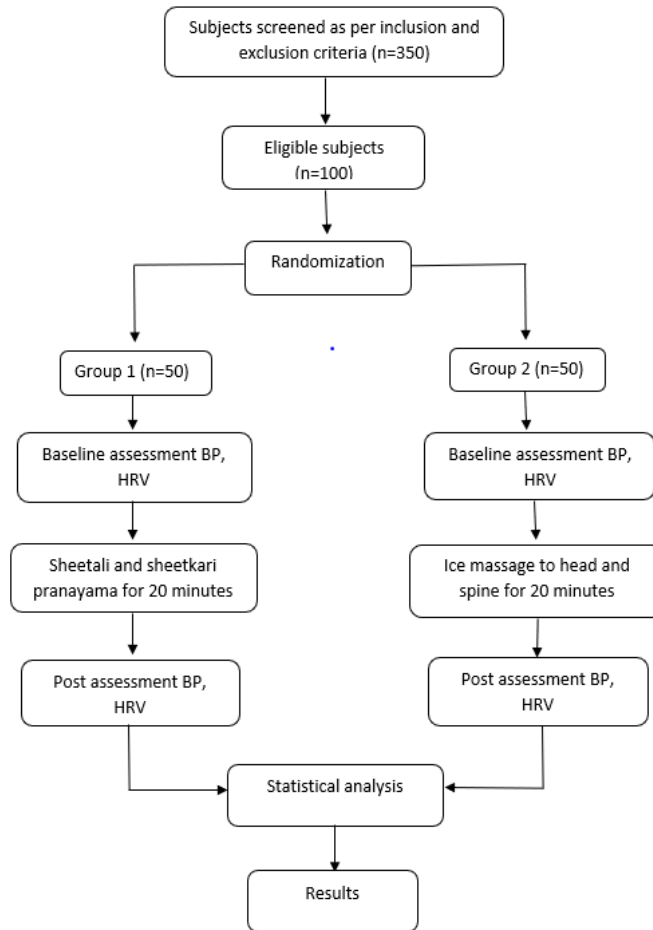 Subjects screened as per inclusion and
exclusion criteria (n=350)
Eligible subjects
(n=100)
Randomization
Group 1 (n=50)
Group 2 (n=50)
Baseline assessment BP,
HRV
Baseline assessment BP,
HRV
Sheetali and sheetkari
pranayama for 20 minutes
Ice massage to head and
spine for 20 minutes
Post assessment BP,
HRV
Post assessment BP,
HRV
Statistical analysis
Results